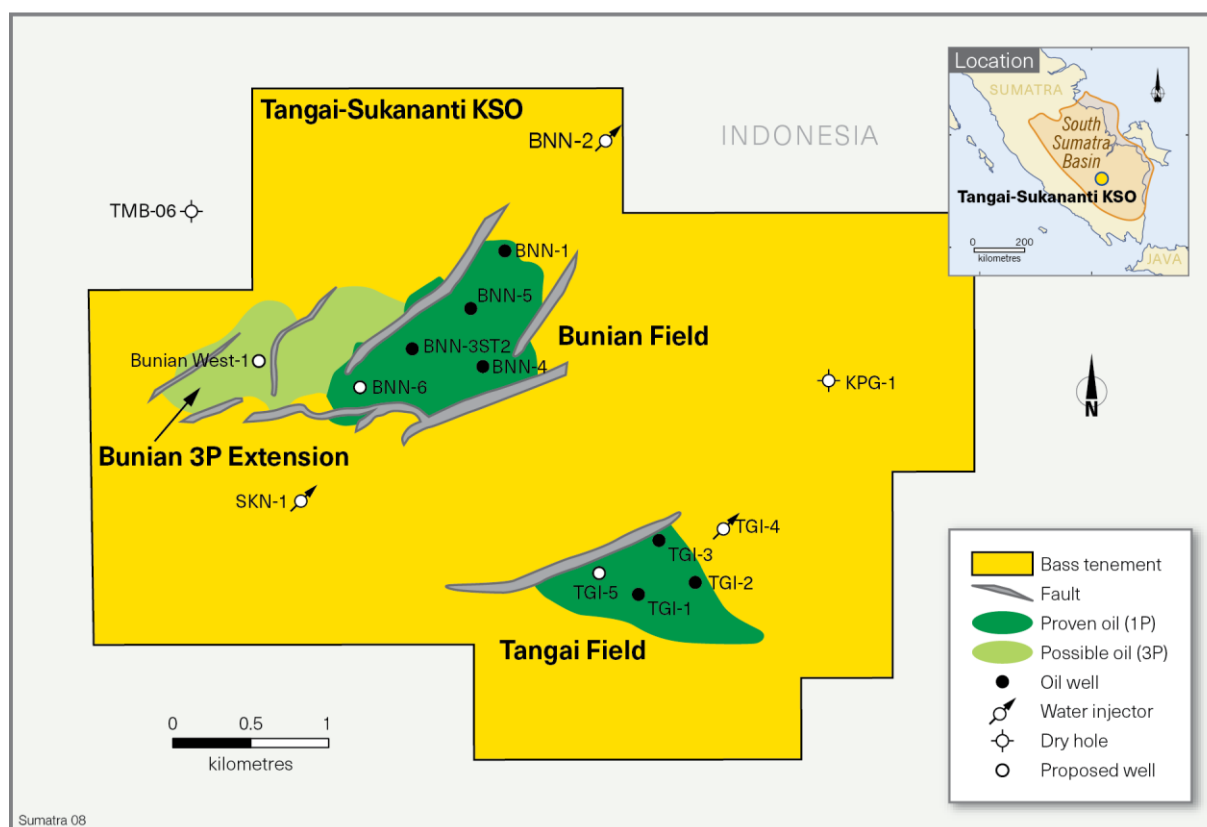 Tangai-Sukananti KSO
BNN-2
INDONESIA
Location
SUMATRA
N
South
Sumatra
Basin
Tangai-Sukananti KSO
0 200
kilometres
JAVA
TMB-06
BNN-1
BNN-5
Bunian Field
BNN-3ST2
Bunian West-1
BNN-4
BNN-6
KPG-1
N
Bunian 3P Extension
SKN-1
TGI-4
TGI-3
TGI-2
TGI-5
TGI-1
Tangai Field
0 0.5 1
kilometres
Bass tenement
Fault
Proven oil (1P)
Possible oil (3P)
Oil well
Water injector
Dry hole
Proposed well
Sumatra 08